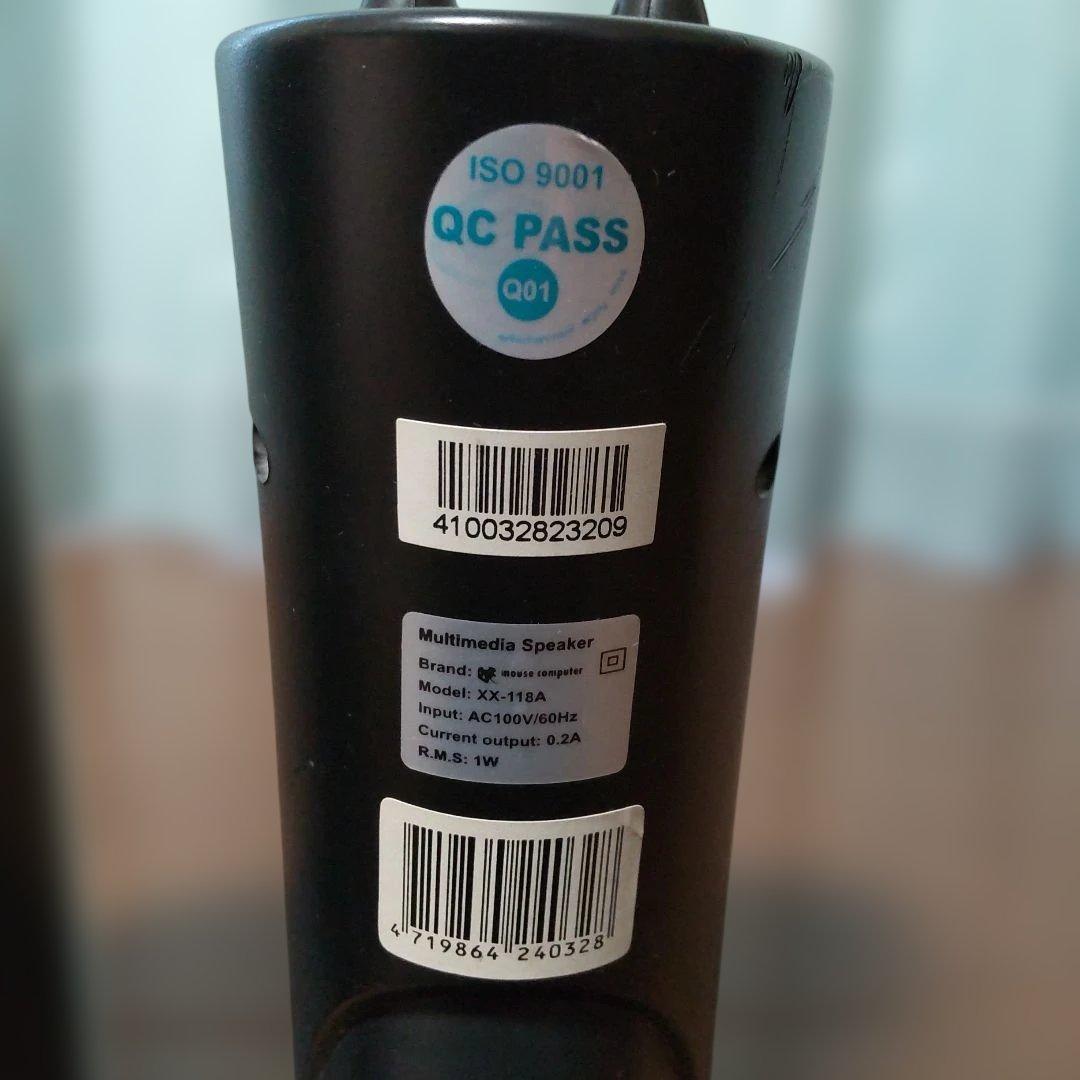 ISO 9001
QC PASS
Q01
410032823209
Multimedia Speaker
Brand: mouse computer
Model: XX-118A
Input: AC100V/60Hz
Current output: 0.2A
R.M.S: 1W
4 719864 240328